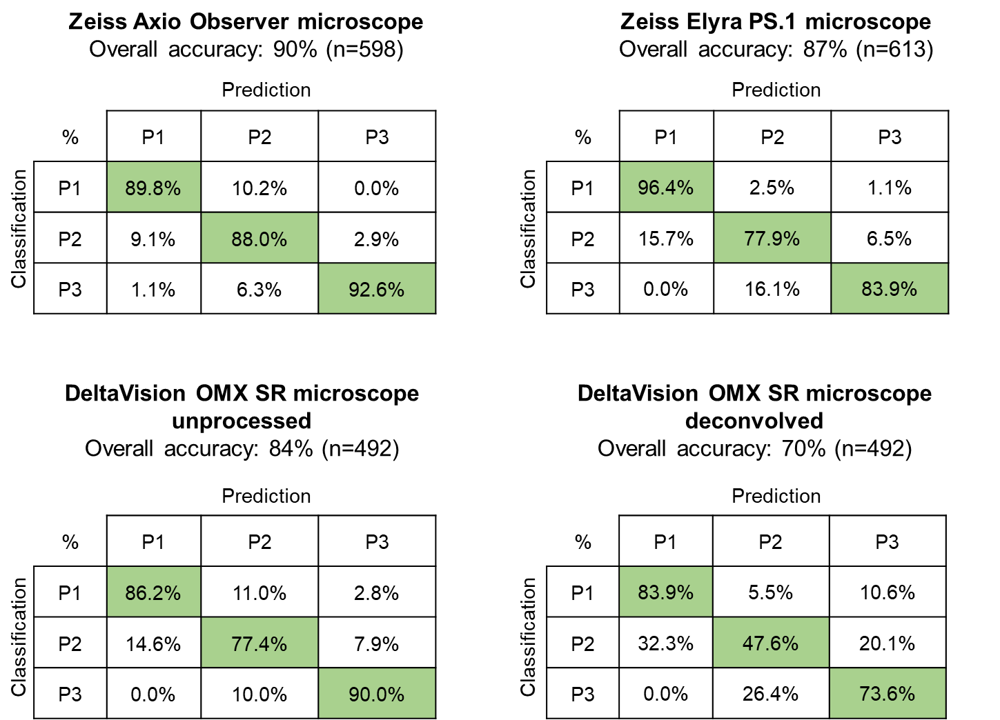 Zeiss Axio Observer microscope
Overall accuracy: 90% (n=598)
Prediction
% P1 P2 P3
Classification
P1 89.8% 10.2% 0.0%
P2 9.1% 88.0% 2.9%
P3 1.1% 6.3% 92.6%
Zeiss Elyra PS.1 microscope
Overall accuracy: 87% (n=613)
Prediction
% P1 P2 P3
Classification
P1 96.4% 2.5% 1.1%
P2 15.7% 77.9% 6.5%
P3 0.0% 16.1% 83.9%
DeltaVision OMX SR microscope
unprocessed
Overall accuracy: 84% (n=492)
Prediction
% P1 P2 P3
Classification
P1 86.2% 11.0% 2.8%
P2 14.6% 77.4% 7.9%
P3 0.0% 10.0% 90.0%
DeltaVision OMX SR microscope
deconvolved
Overall accuracy: 70% (n=492)
Prediction
% P1 P2 P3
Classification
P1 83.9% 5.5% 10.6%
P2 32.3% 47.6% 20.1%
P3 0.0% 26.4% 73.6%